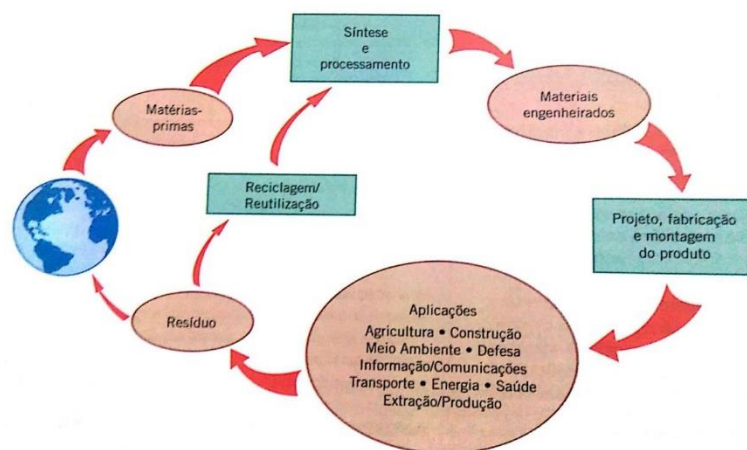 Síntese
e
processamento
Matérias-
primas
Materiais
engenheirados
Reciclagem/
Reutilização
Projeto, fabricação
e montagem
do produto
Resíduo
Aplicações
Agricultura • Construção
Meio Ambiente • Defesa
Informação/Comunicações
Transporte • Energia • Saúde
Extração/Produção